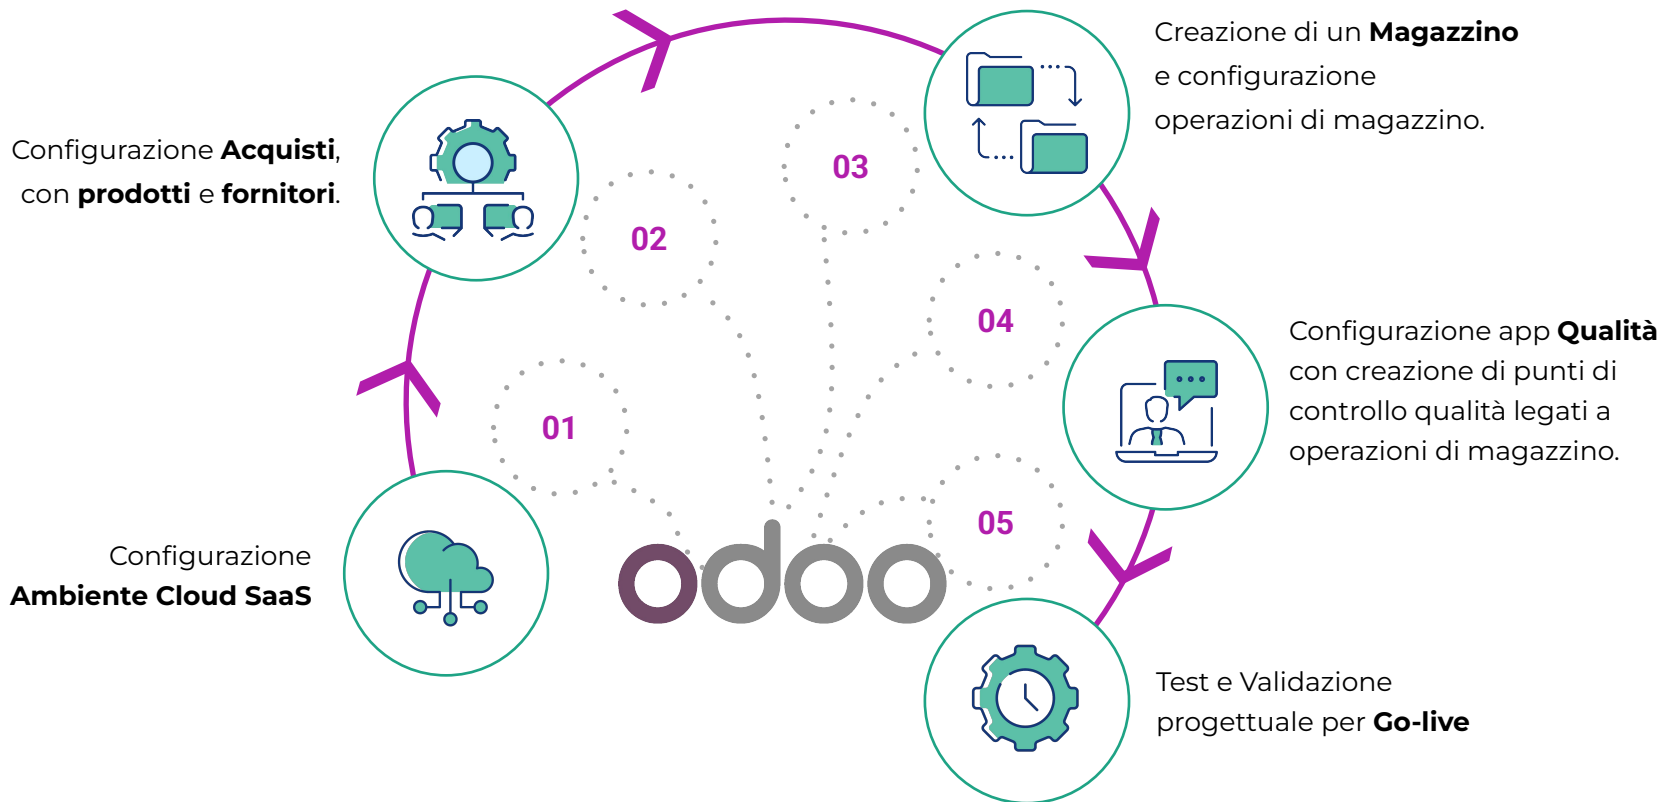 01
Configurazione
Ambiente Cloud SaaS
02
Configurazione Acquisti,
con prodotti e fornitori.
03
Creazione di un Magazzino
e configurazione
operazioni di magazzino.
04
Configurazione app Qualità
con creazione di punti di
controllo qualità legati a
operazioni di magazzino.
05
Test e Validazione
progettuale per Go-live
odoo